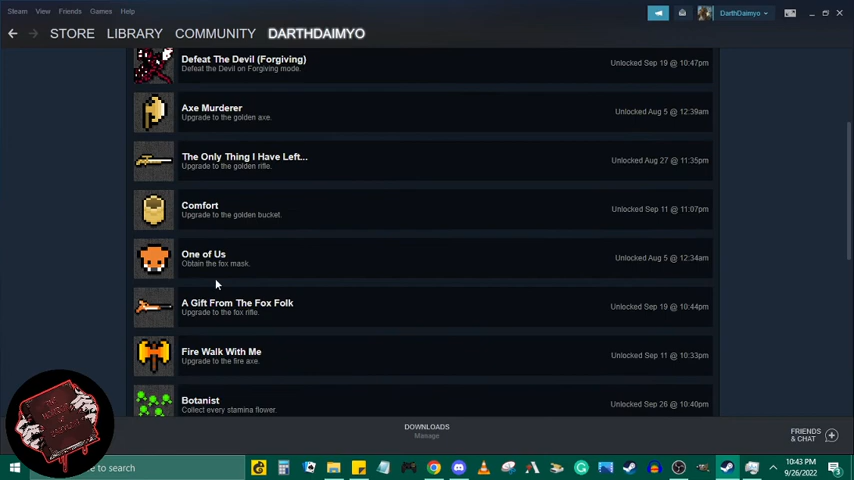 Steam View Friends Games Help
DarthDaimyo
STORE LIBRARY COMMUNITY DARTHDAIMYO
Defeat The Devil (Forgiving)
Defeat the Devil on Forgiving mode.
Unlocked Sep 19 @ 10:47pm
Axe Murderer
Upgrade to the golden axe.
Unlocked Aug 5 @ 12:39am
The Only Thing I Have Left...
Upgrade to the golden rifle.
Unlocked Aug 27 @ 11:35pm
Comfort
Upgrade to the golden bucket.
Unlocked Sep 11 @ 11:07pm
One of Us
Obtain the fox mask.
Unlocked Aug 5 @ 12:34am
A Gift From The Fox Folk
Upgrade to the fox rifle.
Unlocked Sep 19 @ 10:44pm
Fire Walk With Me
Upgrade to the fire axe.
Unlocked Sep 11 @ 10:33pm
Botanist
Collect every stamina flower.
Unlocked Sep 26 @ 10:40pm
DOWNLOADS
Manage
FRIENDS
& CHAT
e to search
10:43 PM
9/26/2022
3